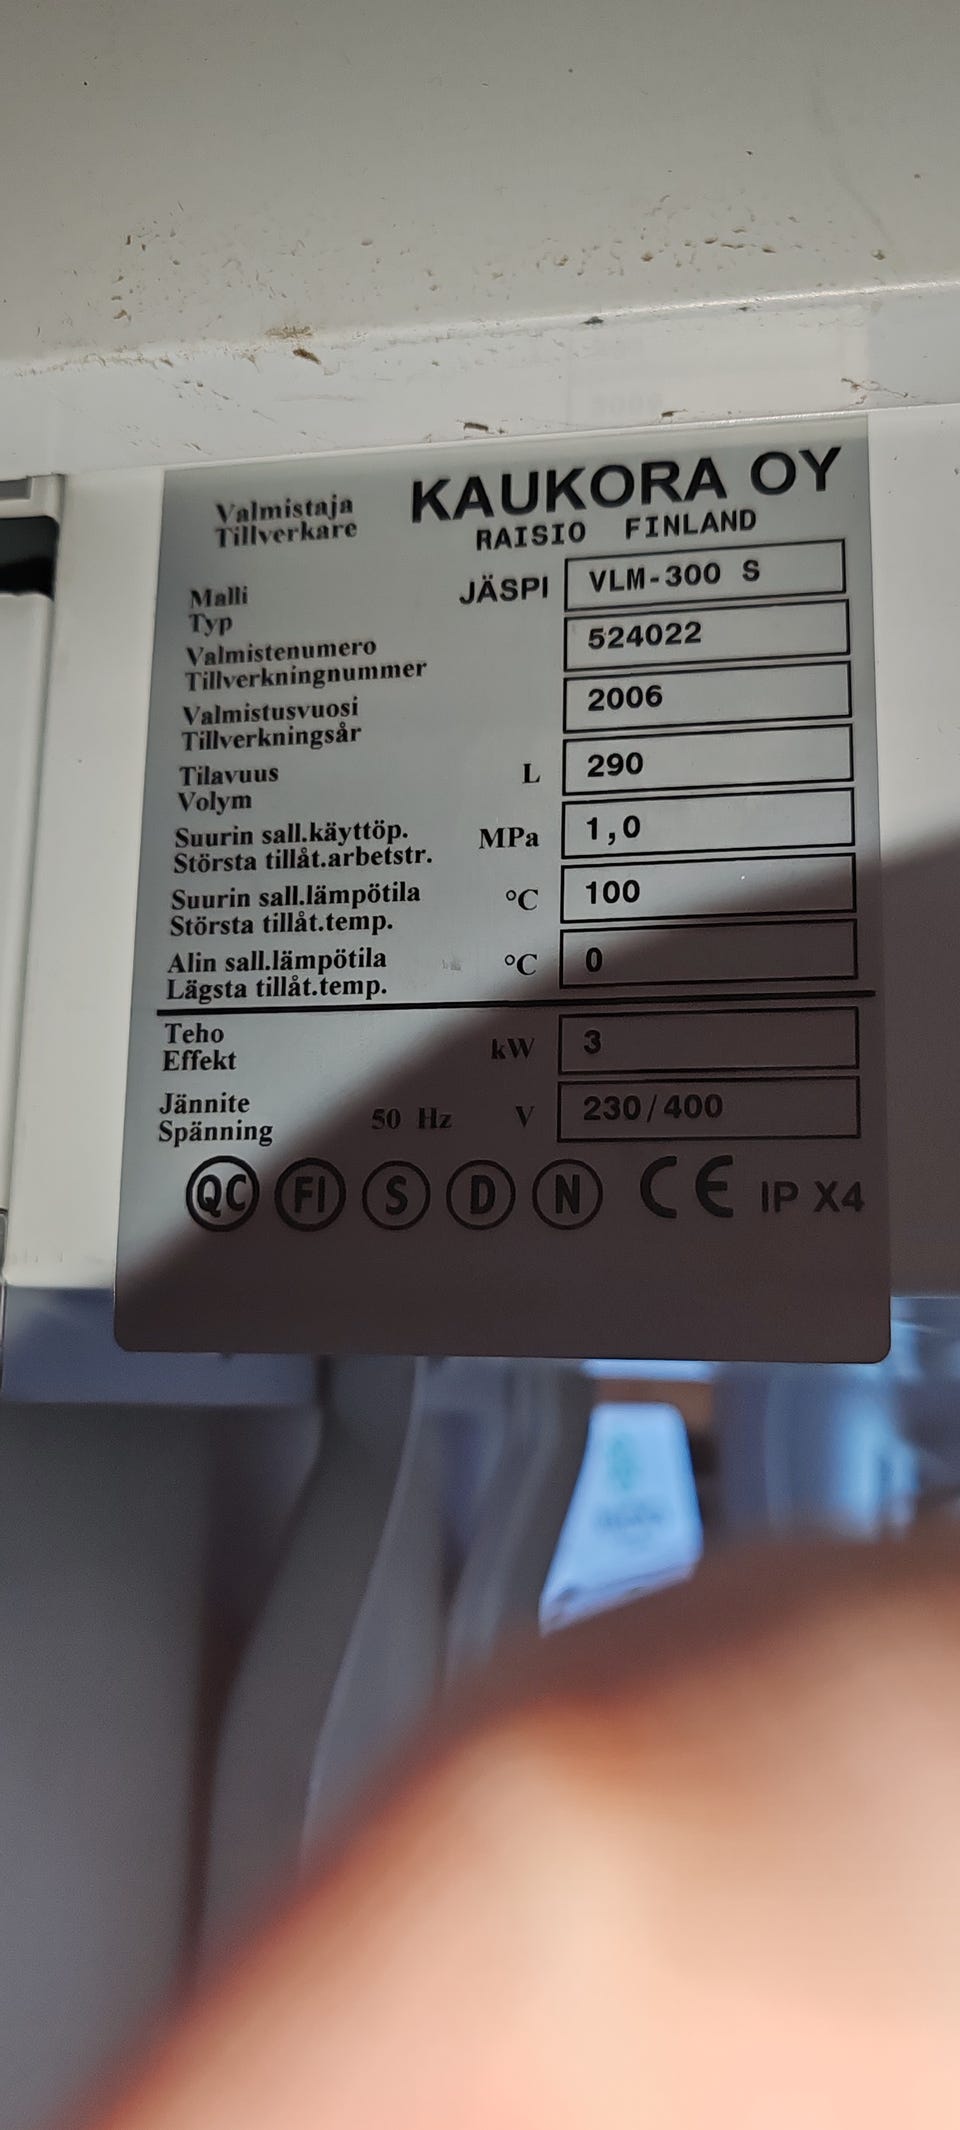 Valmistaja KAUKORA OY
Tillverkare RAISIO FINLAND
Malli JÄSPI VLM-300 S
Typ
Valmistenumero 524022
Tillverkningnummer
Valmistusvuosi 2006
Tillverkningsår
Tilavuus L 290
Volym
Suurin sall.käyttöp. MPa 1,0
Största tillåt.arbetstr.
Suurin sall.lämpötila °C 100
Största tillåt.temp.
Alin sall.lämpötila °C 0
Lägsta tillåt.temp.
Teho kW 3
Effekt
Jännite 50 Hz V 230/400
Spänning
QC FI S D N CE IP X4